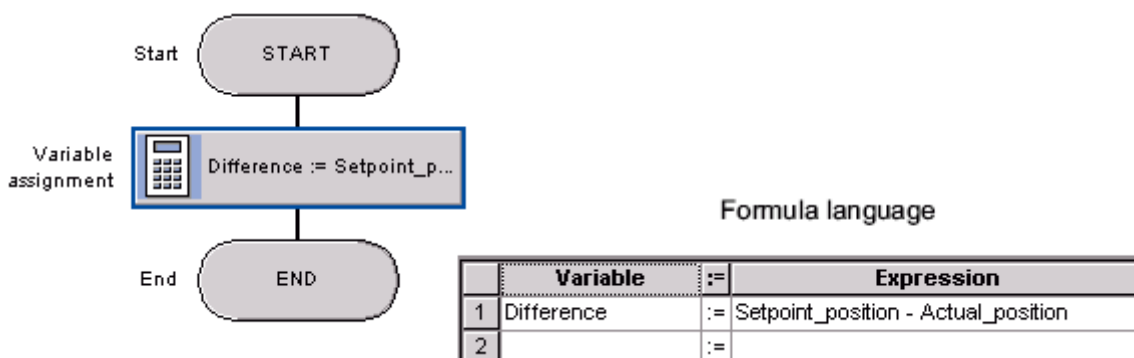 Start
START
Variable
assignment
Difference := Setpoint_p...
End
END
Formula language
Variable := Expression
1 Difference := Setpoint_position - Actual_position
2 :=